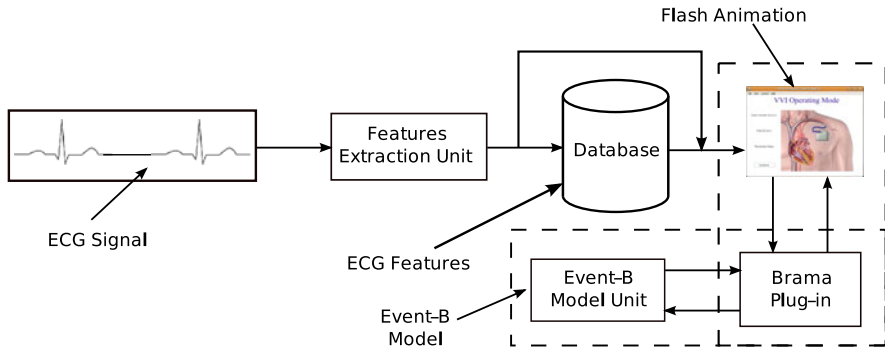 Flash Animation
VVI Operating Mode
Features
Extraction Unit
Database
ECG Signal
ECG Features
Event–B
Model Unit
Brama
Plug–in
Event–B
Model